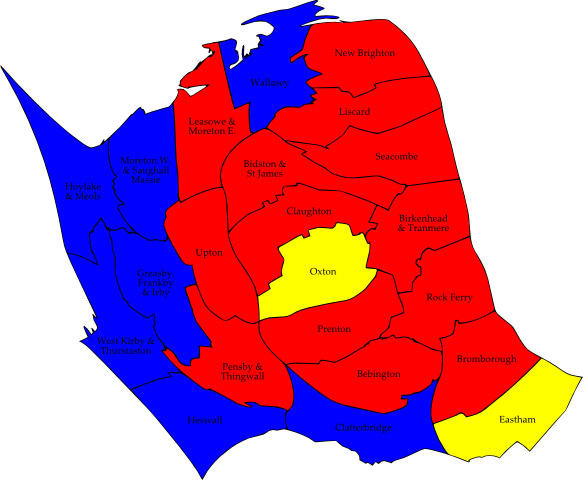 New Brighton
Wallasey
Liscard
Leasowe &
Moreton E.
Seacombe
Moreton W.
& Saughall
Massie
Bidston &
St James
Hoylake
& Meols
Claughton
Birkenhead
& Tranmere
Upton
Oxton
Greasby
Frankby
& Irby
Rock Ferry
Prenton
West Kirby &
Thurstaston
Bromborough
Pensby &
Thingwall
Bebington
Heswall
Clatterbridge
Eastham